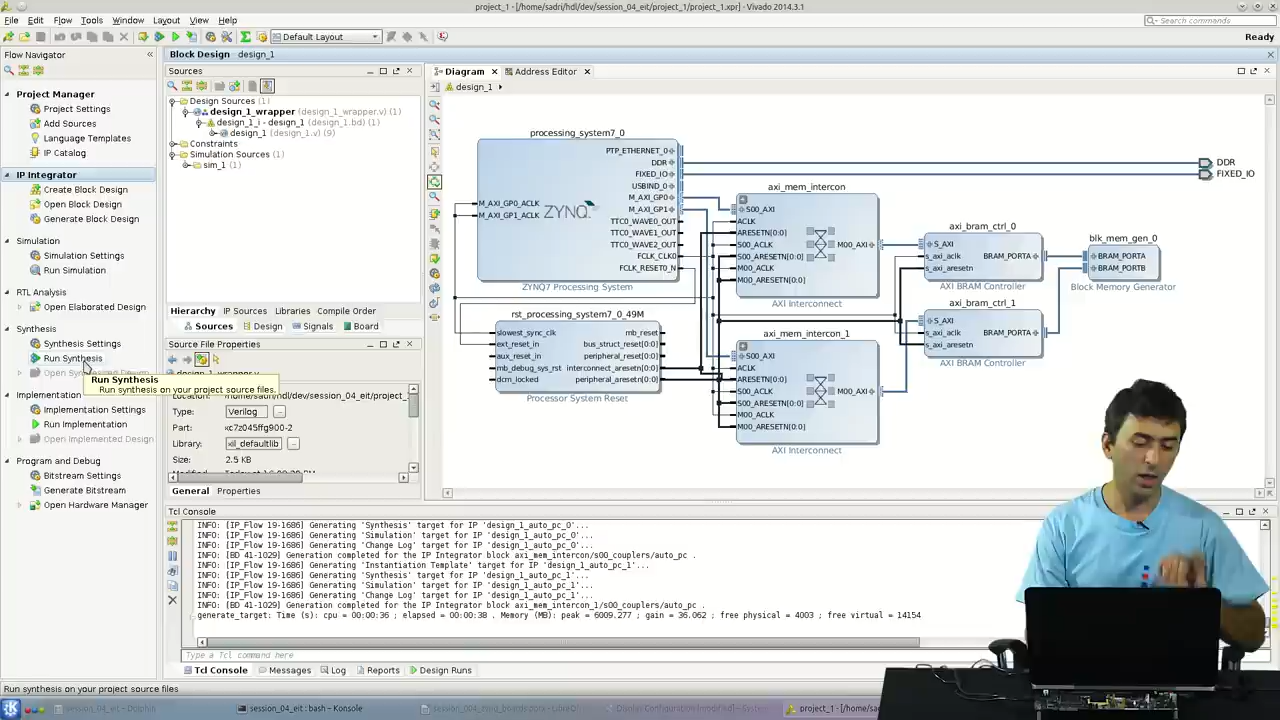 project_1 - [/home/sadri/hdl/dev/session_04_eit/project_1/project_1.xpr] - Vivado 2014.3.1
File Edit Flow Tools Window Layout View Help
Search commands
Default Layout
Ready
Flow Navigator
Project Manager
Project Settings
Add Sources
Language Templates
IP Catalog
IP Integrator
Create Block Design
Open Block Design
Generate Block Design
Simulation
Simulation Settings
Run Simulation
RTL Analysis
Open Elaborated Design
Synthesis
Synthesis Settings
Run Synthesis
Run Synthesis
Run synthesis on your project source files.
Implementation
Implementation Settings
Run Implementation
Open Implemented Design
Program and Debug
Bitstream Settings
Generate Bitstream
Open Hardware Manager
Block Design - design_1
Sources
Design Sources (1)
design_1_wrapper (design_1_wrapper.v) (1)
design_1_i - design_1 (design_1.bd) (1)
design_1 (design_1.v) (9)
Constraints
Simulation Sources (1)
sim_1 (1)
Hierarchy IP Sources Libraries Compile Order
Sources Design Signals Board
Source File Properties
design_1_wrapper.v
Location: /home/sadri/hdl/dev/session_04_eit/project_
Type: Verilog ...
Part: xc7z045ffg900-2
Library: xil_defaultlib ...
Size: 2.5 KB
General Properties
Diagram Address Editor
design_1
processing_system7_0
PTP_ETHERNET_0
DDR
FIXED_IO
USBIND_0
M_AXI_GP0
M_AXI_GP1
TTC0_WAVE0_OUT
TTC0_WAVE1_OUT
TTC0_WAVE2_OUT
FCLK_CLK0
FCLK_RESET0_N
M_AXI_GP0_ACLK
M_AXI_GP1_ACLK
ZYNQ
ZYNQ7 Processing System
DDR
FIXED_IO
axi_mem_intercon
S00_AXI
ACLK
ARESETN[0:0]
S00_ACLK
S00_ARESETN[0:0]
M00_ACLK
M00_ARESETN[0:0]
M00_AXI
AXI Interconnect
axi_bram_ctrl_0
S_AXI
s_axi_aclk
s_axi_aresetn
BRAM_PORTA
AXI BRAM Controller
blk_mem_gen_0
BRAM_PORTA
BRAM_PORTB
Block Memory Generator
axi_bram_ctrl_1
S_AXI
s_axi_aclk
s_axi_aresetn
BRAM_PORTA
AXI BRAM Controller
rst_processing_system7_0_49M
slowest_sync_clk
ext_reset_in
aux_reset_in
mb_debug_sys_rst
dcm_locked
mb_reset
bus_struct_reset[0:0]
peripheral_reset[0:0]
interconnect_aresetn[0:0]
peripheral_aresetn[0:0]
Processor System Reset
axi_mem_intercon_1
S00_AXI
ACLK
ARESETN[0:0]
S00_ACLK
S00_ARESETN[0:0]
M00_ACLK
M00_ARESETN[0:0]
M00_AXI
AXI Interconnect
Tcl Console
INFO: [IP_Flow 19-1686] Generating 'Synthesis' target for IP 'design_1_auto_pc_0'...
INFO: [IP_Flow 19-1686] Generating 'Simulation' target for IP 'design_1_auto_pc_0'...
INFO: [IP_Flow 19-1686] Generating 'Change Log' target for IP 'design_1_auto_pc_0'...
INFO: [BD 41-1029] Generation completed for the IP Integrator block axi_mem_intercon/s00_couplers/auto_pc .
INFO: [IP_Flow 19-1686] Generating 'Instantiation Template' target for IP 'design_1_auto_pc_1'...
INFO: [IP_Flow 19-1686] Generating 'Synthesis' target for IP 'design_1_auto_pc_1'...
INFO: [IP_Flow 19-1686] Generating 'Simulation' target for IP 'design_1_auto_pc_1'...
INFO: [IP_Flow 19-1686] Generating 'Change Log' target for IP 'design_1_auto_pc_1'...
INFO: [BD 41-1029] Generation completed for the IP Integrator block axi_mem_intercon_1/s00_couplers/auto_pc .
generate_target: Time (s): cpu = 00:00:36 ; elapsed = 00:00:38 . Memory (MB): peak = 6009.277 ; gain = 36.062 ; free physical = 4003 ; free virtual = 14154
Type a Tcl command here
Tcl Console Messages Log Reports Design Runs
Run synthesis on your project source files
session_04_eit - Dolphin
session_04_eit : bash - Konsole
project_1 - [/home/sad